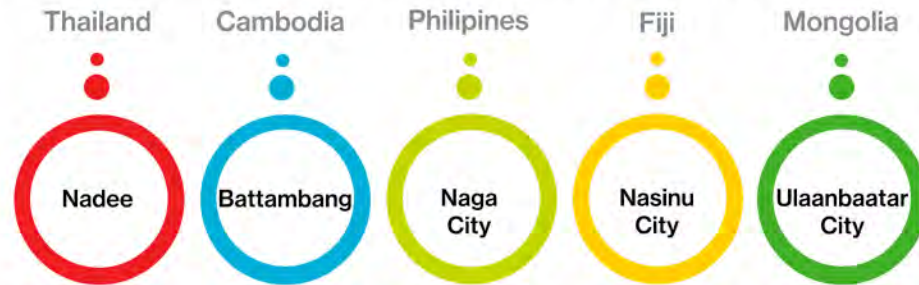 Thailand
Cambodia
Philipines
Fiji
Mongolia
Nadee
Battambang
Naga
City
Nasinu
City
Ulaanbaatar
City